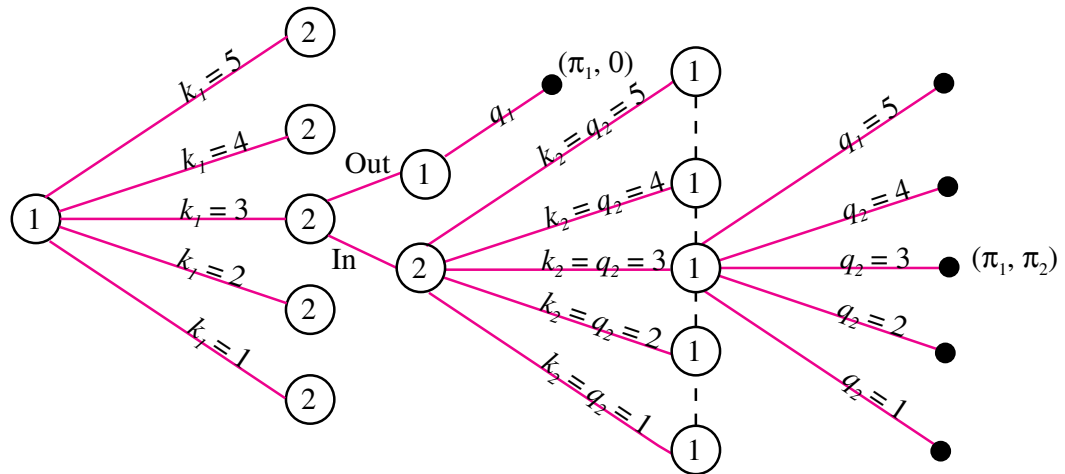 1
k₁ = 5
k₁ = 4
k₁ = 3
k₁ = 2
k₁ = 1
2
2
2
2
2
Out
In
1
q₁
(π₁, 0)
2
k₂ = q₂ = 5
k₂ = q₂ = 4
k₂ = q₂ = 3
k₂ = q₂ = 2
k₂ = q₂ = 1
1
1
1
1
1
q₁ = 5
q₂ = 4
q₂ = 3
q₂ = 2
q₂ = 1
(π₁, π₂)